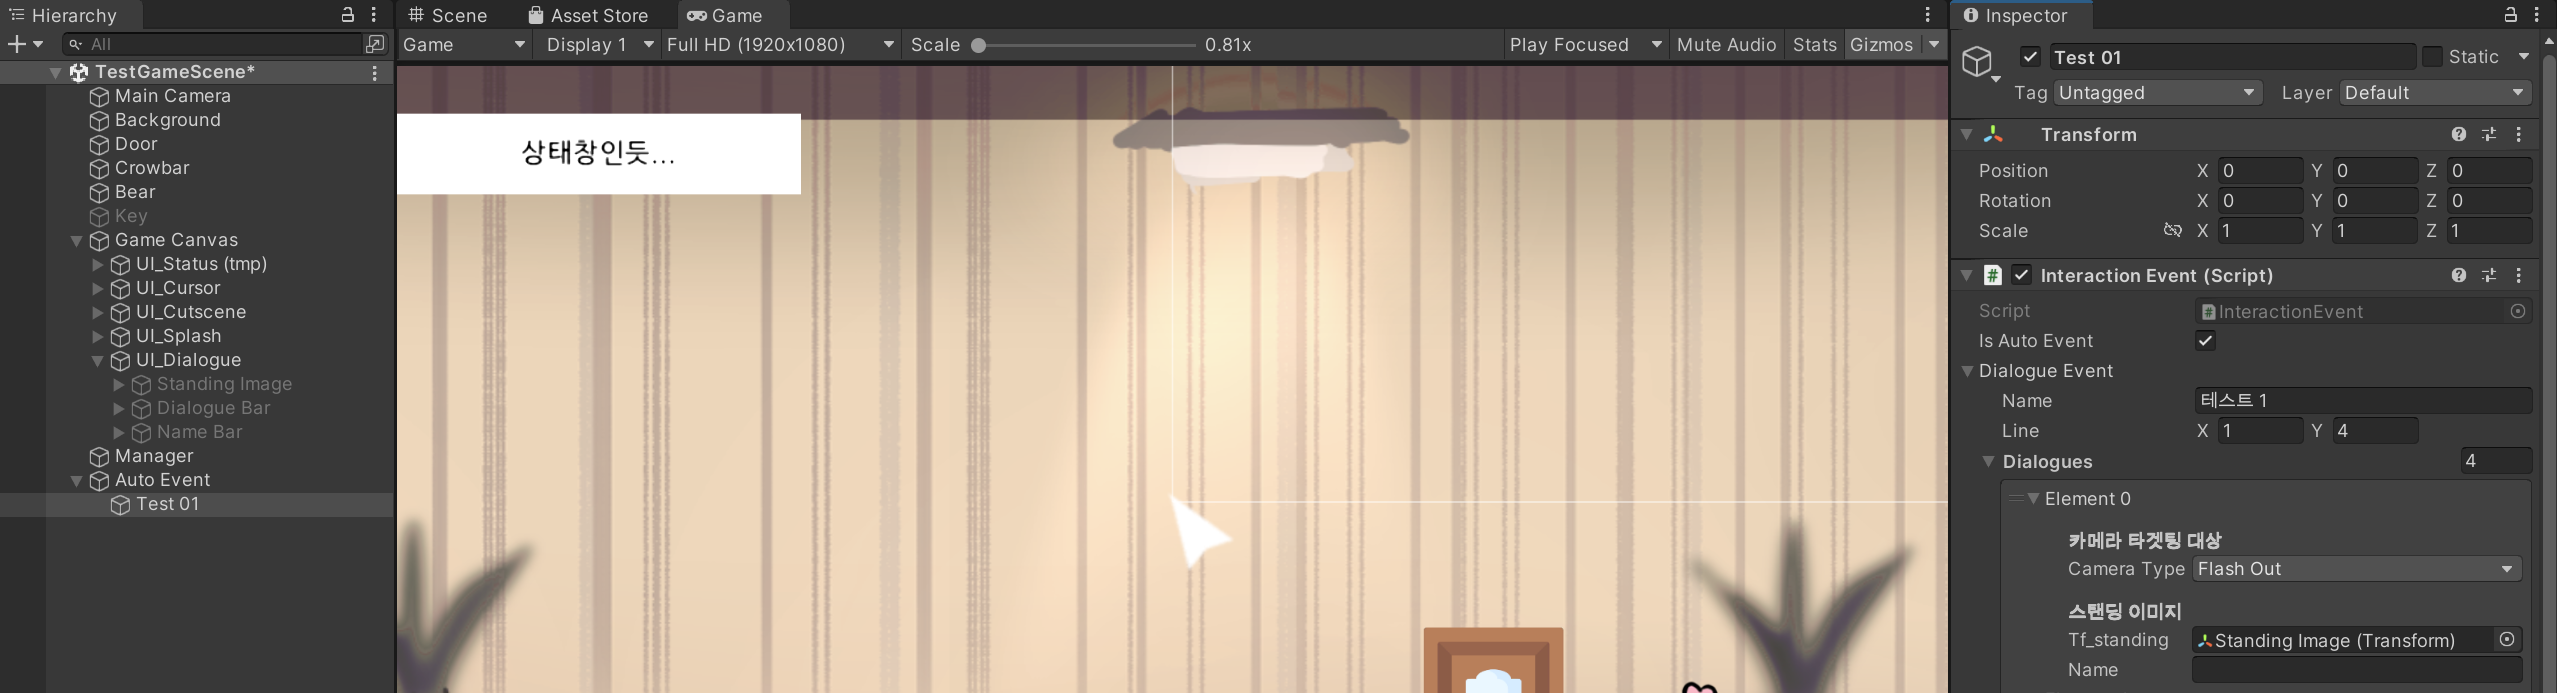 Hierarchy
All
TestGameScene*
Main Camera
Background
Door
Crowbar
Bear
Key
Game Canvas
UI_Status (tmp)
UI_Cursor
UI_Cutscene
UI_Splash
UI_Dialogue
Standing Image
Dialogue Bar
Name Bar
Manager
Auto Event
Test 01
Scene Asset Store Game
Game Display 1 Full HD (1920x1080) Scale 0.81x Play Focused Mute Audio Stats Gizmos
상태창인듯...
Inspector
Test 01 Static
Tag Untagged Layer Default
Transform
Position X 0 Y 0 Z 0
Rotation X 0 Y 0 Z 0
Scale X 1 Y 1 Z 1
# Interaction Event (Script)
Script #InteractionEvent
Is Auto Event
Dialogue Event
Name 테스트 1
Line X 1 Y 4
Dialogues 4
Element 0
카메라 타겟팅 대상
Camera Type Flash Out
스탠딩 이미지
Tf_standing Standing Image (Transform)
Name